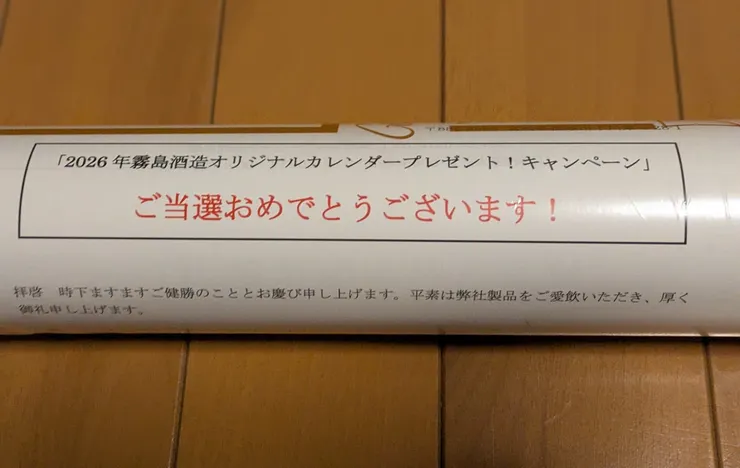 「2026年霧島酒造オリジナルカレンダープレゼント！キャンペーン」
ご当選おめでとうございます！
拝啓　時下ますますご健勝のこととお慶び申し上げます。平素は弊社製品をご愛飲いただき、厚く
御礼申し上げます。